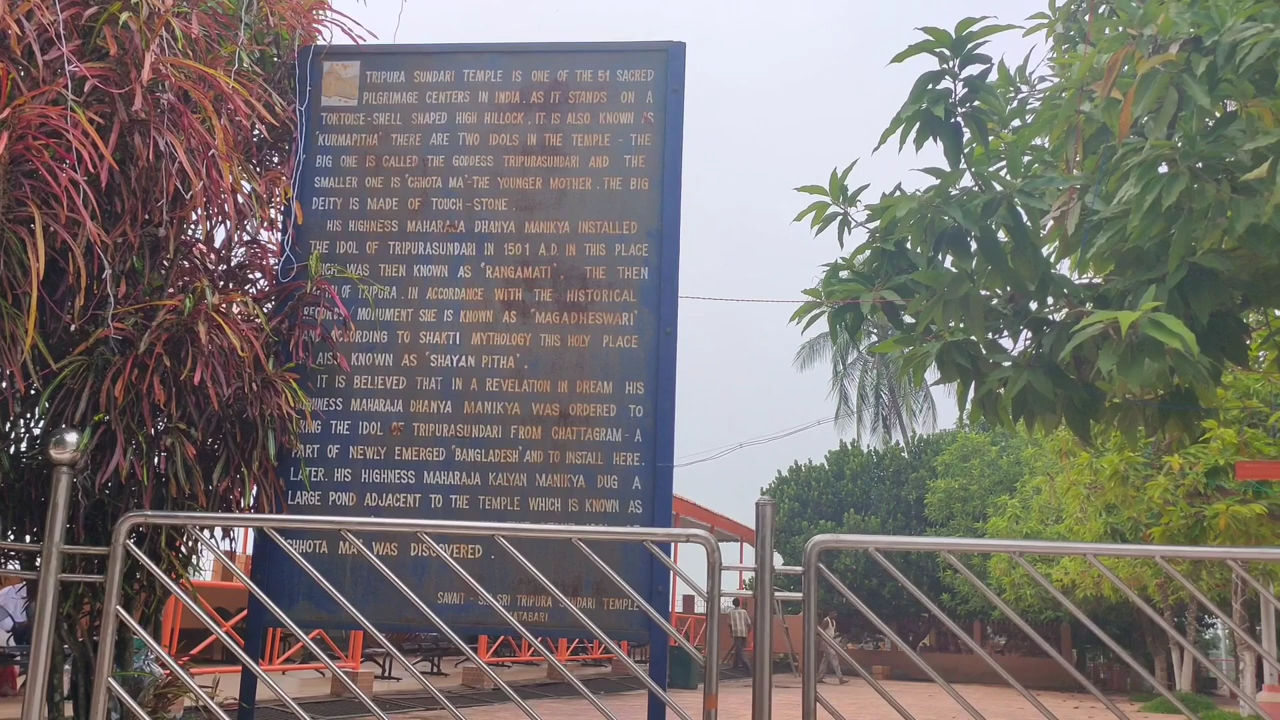 TRIPURA SUNDARI TEMPLE IS ONE OF THE 51 SACRED
PILGRIMAGE CENTERS IN INDIA. AS IT STANDS ON A
TORTOISE-SHELL SHAPED HIGH HILLOCK, IT IS ALSO KNOWN AS
'KURMAPITHA' THERE ARE TWO IDOLS IN THE TEMPLE - THE
BIG ONE IS CALLED THE GODDESS TRIPURASUNDARI AND THE
SMALLER ONE IS 'CHHOTA MA'-THE YOUNGER MOTHER. THE BIG
DEITY IS MADE OF TOUCH-STONE.
HIS HIGHNESS MAHARAJA DHANYA MANIKYA INSTALLED
THE IDOL OF TRIPURASUNDARI IN 1501 A.D. IN THIS PLACE
WAS THEN KNOWN AS "RANGAMATI", THE THEN
OF TRIPURA. IN ACCORDANCE WITH THE HISTORICAL
RECORDS/ MONUMENT SHE IS KNOWN AS "MAGADHESWARI"
AND ACCORDING TO SHAKTI MYTHOLOGY THIS HOLY PLACE
KNOWN AS 'SHAYAN PITHA'.
IT IS BELIEVED THAT IN A REVELATION IN DREAM HIS
MAHARAJA DHANYA MANIKYA WAS ORDERED TO
THE IDOL OF TRIPURASUNDARI FROM CHATTAGRAM-A
PART OF NEWLY EMERGED 'BANGLADESH' AND TO INSTALL HERE.
LATER, HIS HIGHNESS MAHARAJA KALYAN MANIKYA DUG A
LARGE POND ADJACENT TO THE TEMPLE WHICH IS KNOWN AS
CHHOTA MA' WAS DISCOVERED.
SAVAIT - SRI TRIPURA SUNDARI TEMPLE